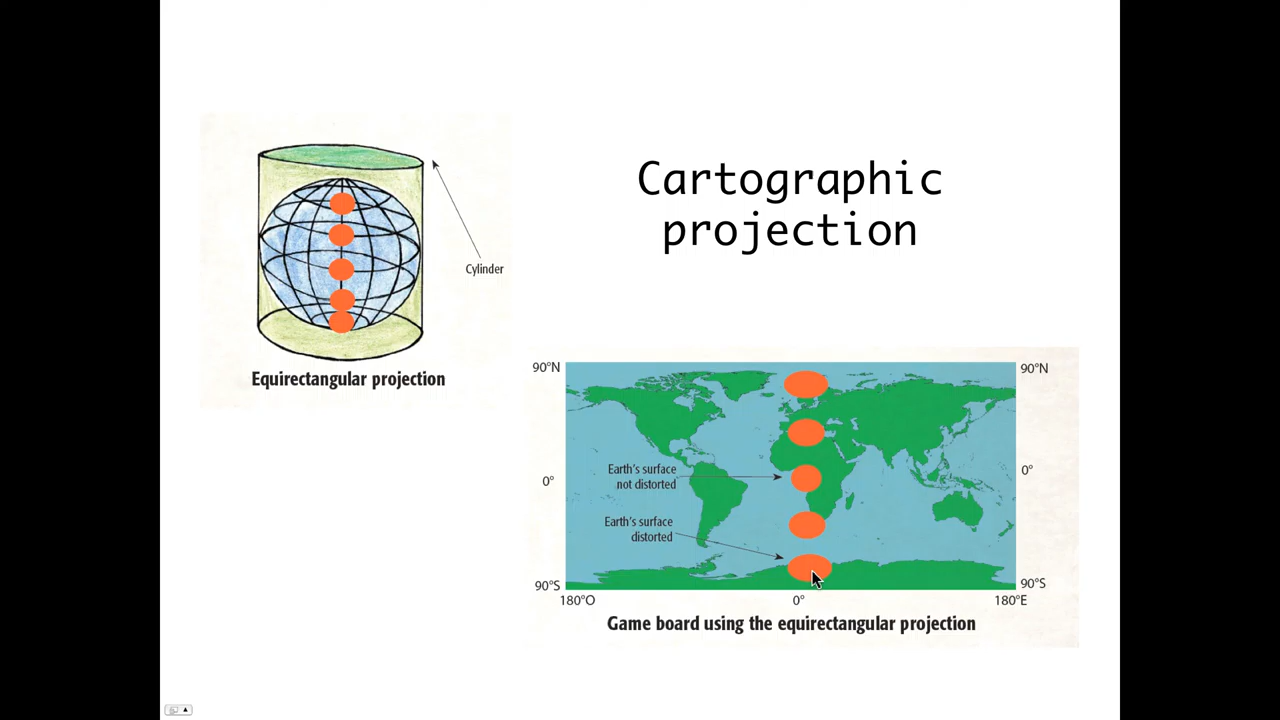 Cartographic
projection
Cylinder
Equirectangular projection
90°N
90°N
Earth's surface
not distorted
0°
0°
Earth's surface
distorted
90°S
90°S
180°O
0°
180°E
Game board using the equirectangular projection